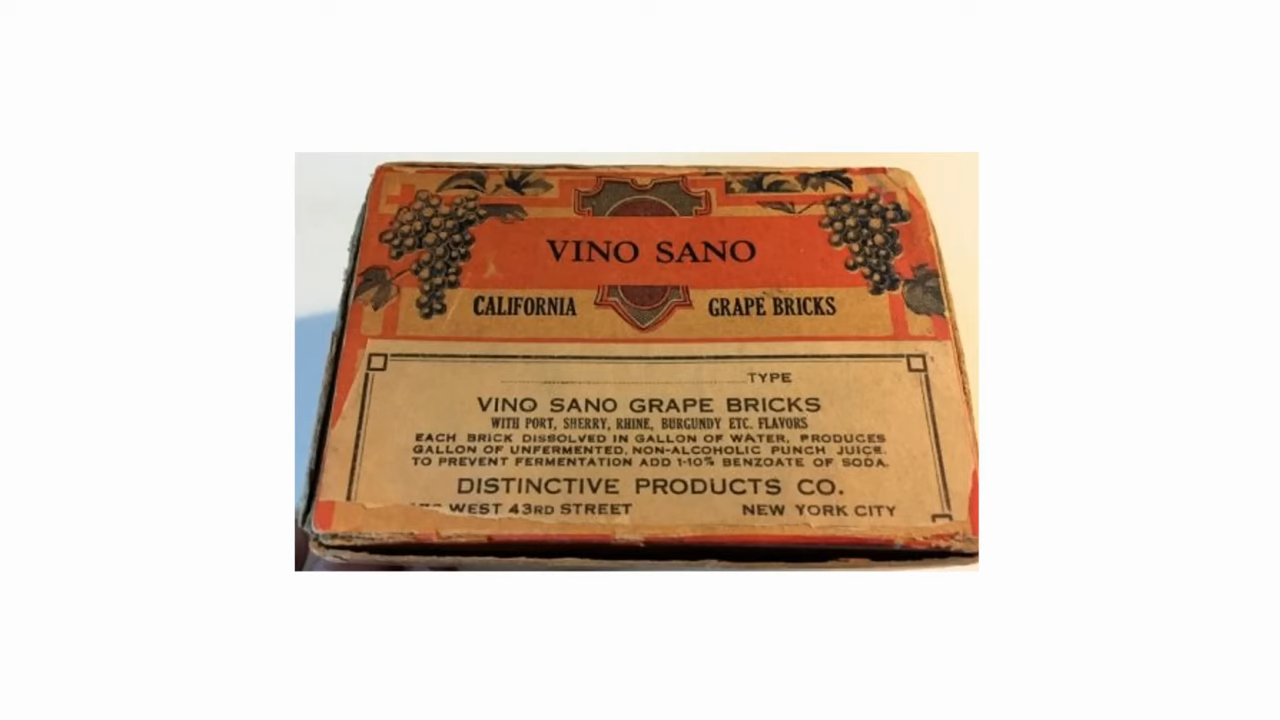 VINO SANO
CALIFORNIA GRAPE BRICKS
TYPE
VINO SANO GRAPE BRICKS
WITH PORT, SHERRY, RHINE, BURGUNDY ETC. FLAVORS
EACH BRICK DISSOLVED IN GALLON OF WATER, PRODUCES
GALLON OF UNFERMENTED, NON-ALCOHOLIC PUNCH JUICE.
TO PREVENT FERMENTATION ADD 1-10% BENZOATE OF SODA.
DISTINCTIVE PRODUCTS CO.
WEST 43RD STREET NEW YORK CITY